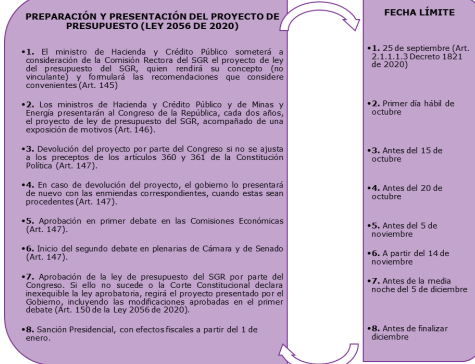 PREPARACIÓN Y PRESENTACIÓN DEL PROYECTO DE
PRESUPUESTO (LEY 2056 DE 2020)
•1. El ministro de Hacienda y Crédito Público someterá a
consideración de la Comisión Rectora del SGR el proyecto de ley
del presupuesto del SGR, quien rendirá su concepto (no
vinculante) y formulará las recomendaciones que considere
convenientes (Art. 145)
•2. Los ministros de Hacienda y Crédito Público y de Minas y
Energía presentarán al Congreso de la República, cada dos años,
el proyecto de ley de presupuesto del SGR, acompañado de una
exposición de motivos (Art. 146).
•3. Devolución del proyecto por parte del Congreso si no se ajusta
a los preceptos de los artículos 360 y 361 de la Constitución
Política (Art. 147).
•4. En caso de devolución del proyecto, el gobierno lo presentará
de nuevo con las enmiendas correspondientes, cuando estas sean
procedentes (Art. 147).
•5. Aprobación en primer debate en las Comisiones Económicas
(Art. 147).
•6. Inicio del segundo debate en plenarias de Cámara y de Senado
(Art. 147).
•7. Aprobación de la ley de presupuesto del SGR por parte del
Congreso. Si ello no sucede o la Corte Constitucional declara
inexequible la ley aprobatoria, regirá el proyecto presentado por el
Gobierno, incluyendo las modificaciones aprobadas en el primer
debate (Art. 150 de la Ley 2056 de 2020).
•8. Sanción Presidencial, con efectos fiscales a partir del 1 de
enero.
FECHA LÍMITE
•1. 25 de septiembre (Art.
2.1.1.1.3 Decreto 1821
de 2020)
•2. Primer día hábil de
octubre
•3. Antes del 15 de
octubre
•4. Antes del 20 de
octubre
•5. Antes del 5 de
noviembre
•6. A partir del 14 de
noviembre
•7. Antes de la media
noche del 5 de diciembre
•8. Antes de finalizar
diciembre